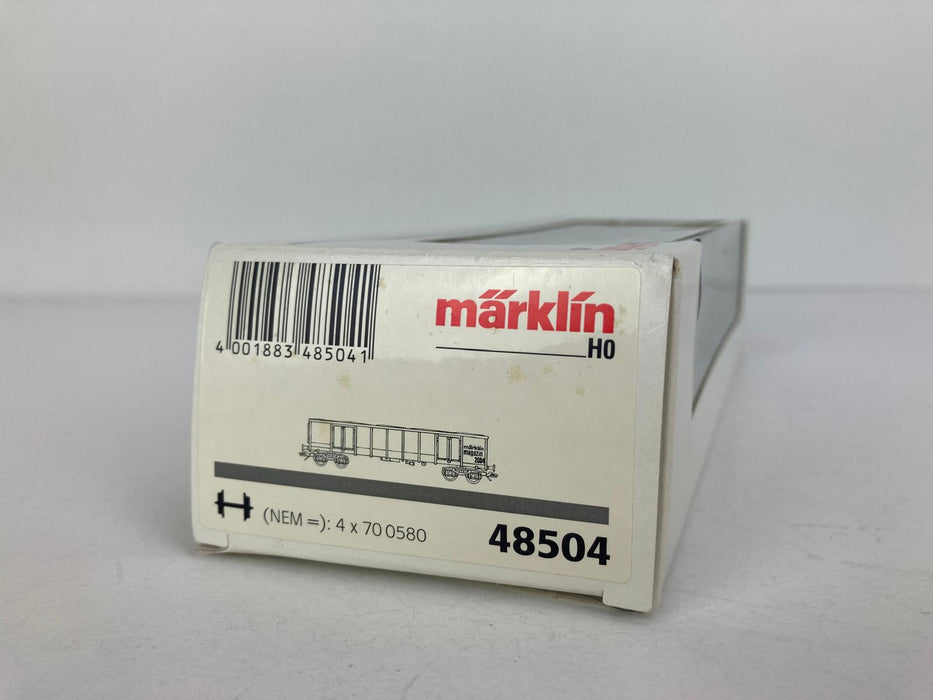 märklin
H0
4 001883 485041
märklin
magazin
2004
(NEM =): 4 x 70 0580
48504